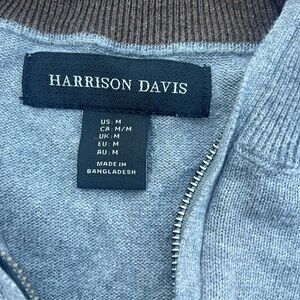 HARRISON DAVIS
US: M
CA: M/M
UK: M
EU: M
AU: M
MADE IN
BANGLADESH